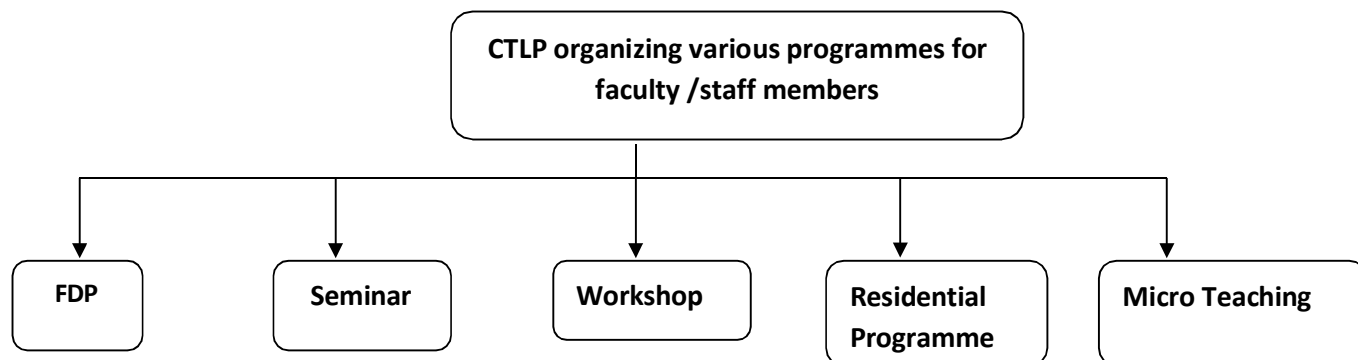 CTLP organizing various programmes for
faculty /staff members
FDP
Seminar
Workshop
Residential
Programme
Micro Teaching